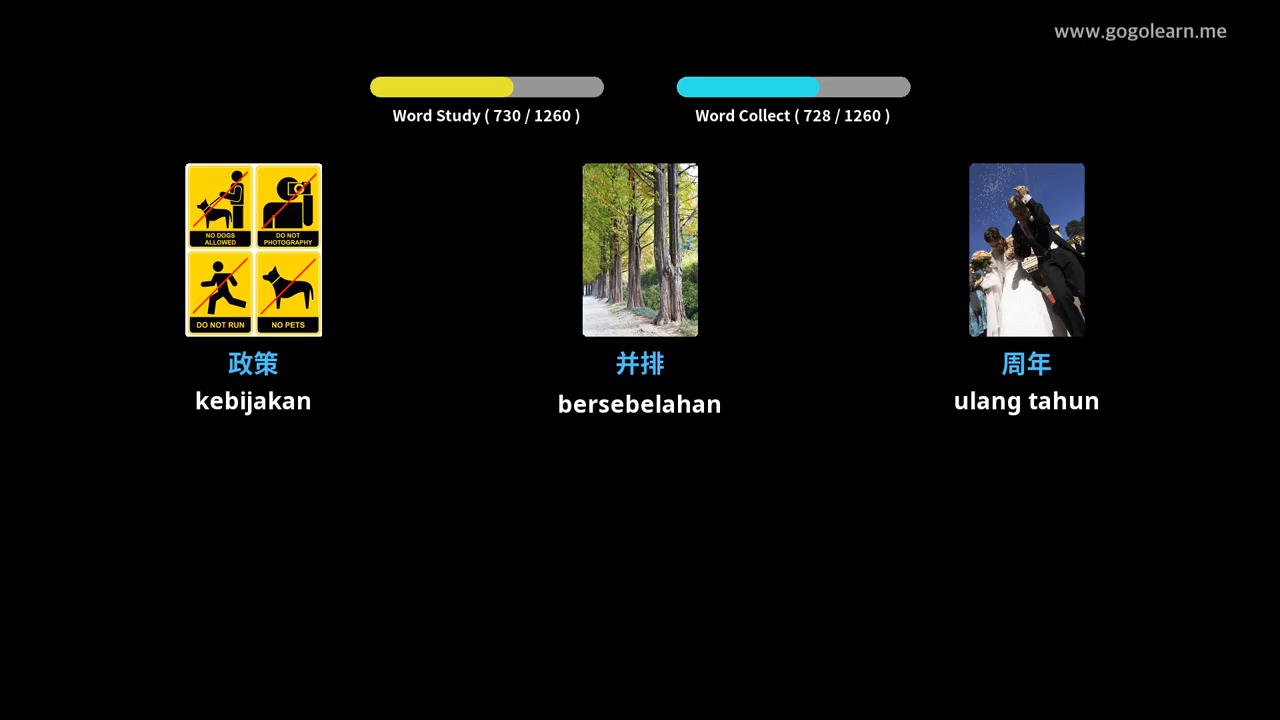 www.gogolearn.me
Word Study ( 730 / 1260 )
Word Collect ( 728 / 1260 )
NO DOGS
ALLOWED
DO NOT
PHOTOGRAPHY
DO NOT RUN
NO PETS
政策
kebijakan
并排
bersebelahan
周年
ulang tahun